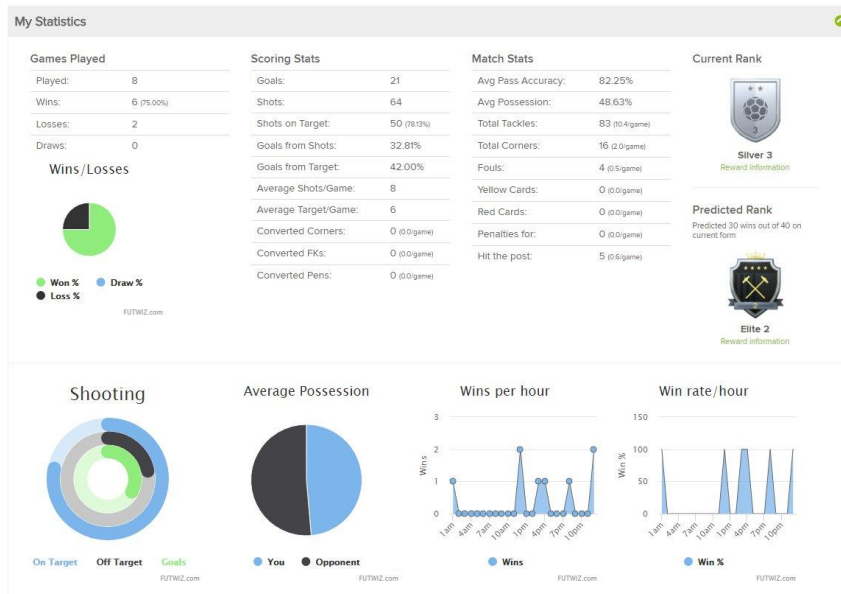 My Statistics
Games Played
Played: 8
Wins: 6 (75.00%)
Losses: 2
Draws: 0
Wins/Losses
Won % Draw %
Loss %
FUTWIZ.com
Scoring Stats
Goals: 21
Shots: 64
Shots on Target: 50 (78.13%)
Goals from Shots: 32.81%
Goals from Target: 42.00%
Average Shots/Game: 8
Average Target/Game: 6
Converted Corners: 0 (0.0/game)
Converted FKs: 0 (0.0/game)
Converted Pens: 0 (0.0/game)
Match Stats
Avg Pass Accuracy: 82.25%
Avg Possession: 48.63%
Total Tackles: 83 (10.4/game)
Total Corners: 16 (2.0/game)
Fouls: 4 (0.5/game)
Yellow Cards: 0 (0.0/game)
Red Cards: 0 (0.0/game)
Penalties for: 0 (0.0/game)
Hit the post: 5 (0.6/game)
Current Rank
3
Silver 3
Reward information
Predicted Rank
Predicted 30 wins out of 40 on
current form
Elite 2
Reward information
Shooting
On Target Off Target Goals
FUTWIZ.com
Average Possession
You Opponent
FUTWIZ.com
Wins per hour
3
2
1
0
Wins
1am 4am 7am 10am 1pm 4pm 7pm 10pm
Wins
FUTWIZ.com
Win rate/hour
150
100
50
0
Win %
1am 4am 7am 10am 1pm 4pm 7pm 10pm
Win %
FUTWIZ.com